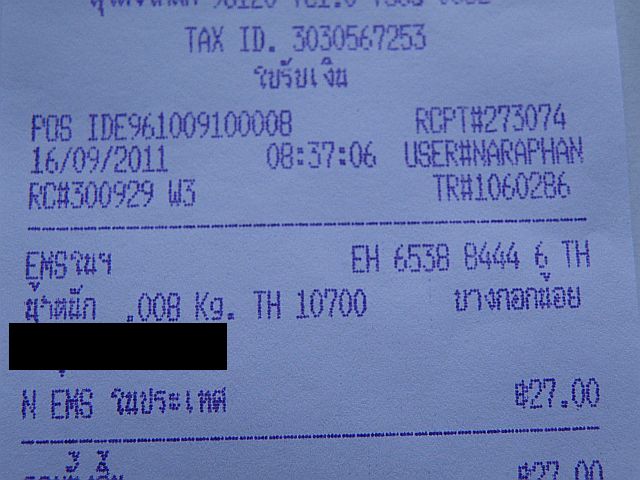 TAX ID. 3030567253
ใบรับเงิน
POS IDE961009100008 RCPT#273074
16/09/2011 08:37:06 USER#NARAPHAN
RC#300929 W3 TR#1060286
EMSในฯ EH 6538 8444 6 TH
น้ำหนัก .008 Kg. TH 10700 บางกอกน้อย
N EMS ในประเทศ ฿27.00
฿27.00